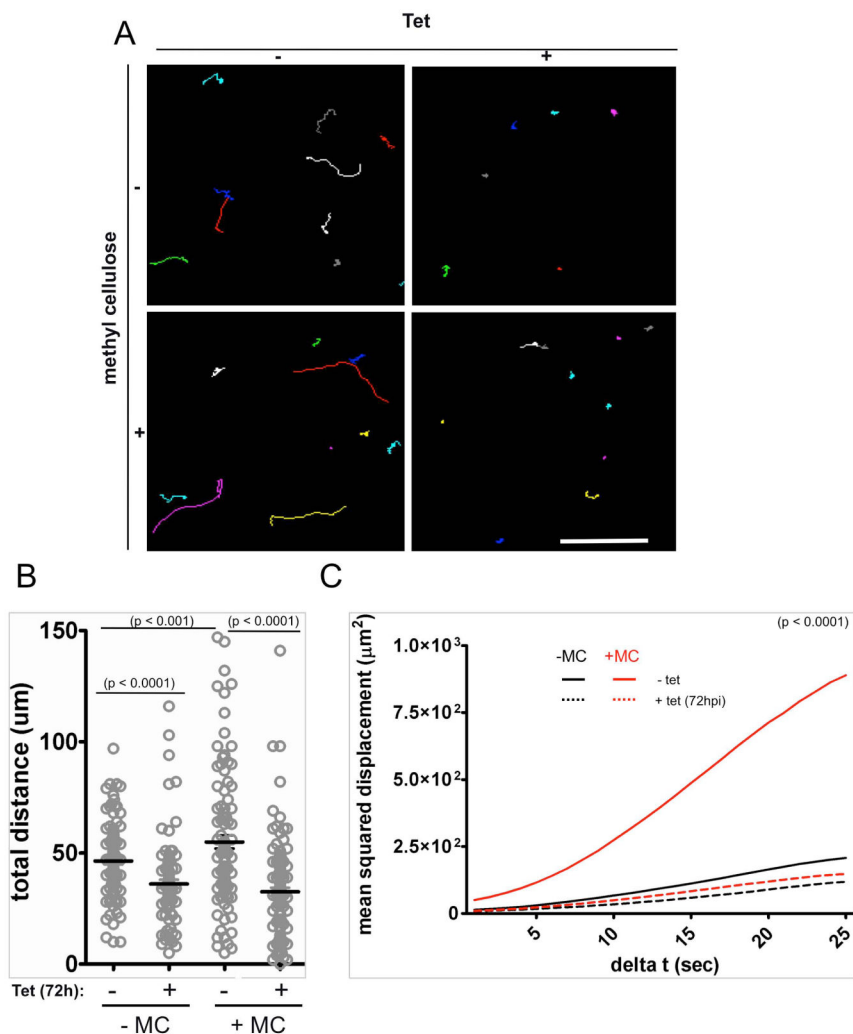 A
Tet
- +
methyl cellulose
-
+
B
(p < 0.001) (p < 0.0001)
(p < 0.0001)
total distance (um)
150
100
50
0
Tet (72h): - + - +
- MC + MC
C
(p < 0.0001)
mean squared displacement (μm²)
1.0×10³
7.5×10²
5.0×10²
2.5×10²
0
-MC +MC
- tet
+ tet (72hpi)
5 10 15 20 25
delta t (sec)